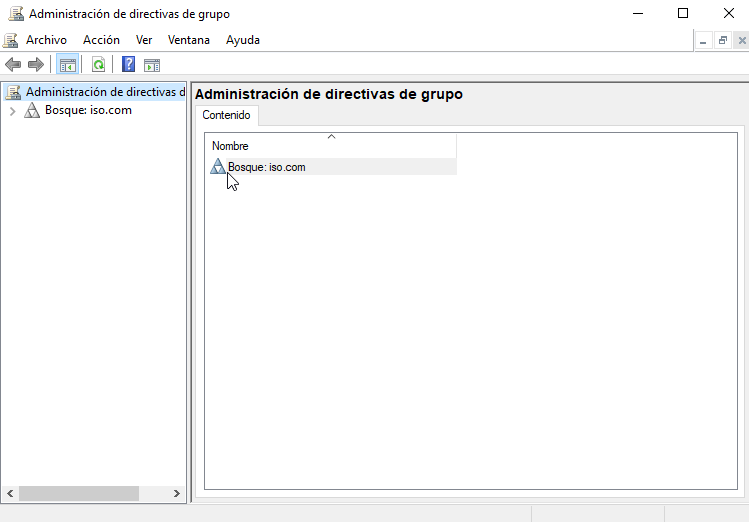 Administración de directivas de grupo
Archivo Acción Ver Ventana Ayuda
Administración de directivas d
Bosque: iso.com
Administración de directivas de grupo
Contenido
Nombre
Bosque: iso.com